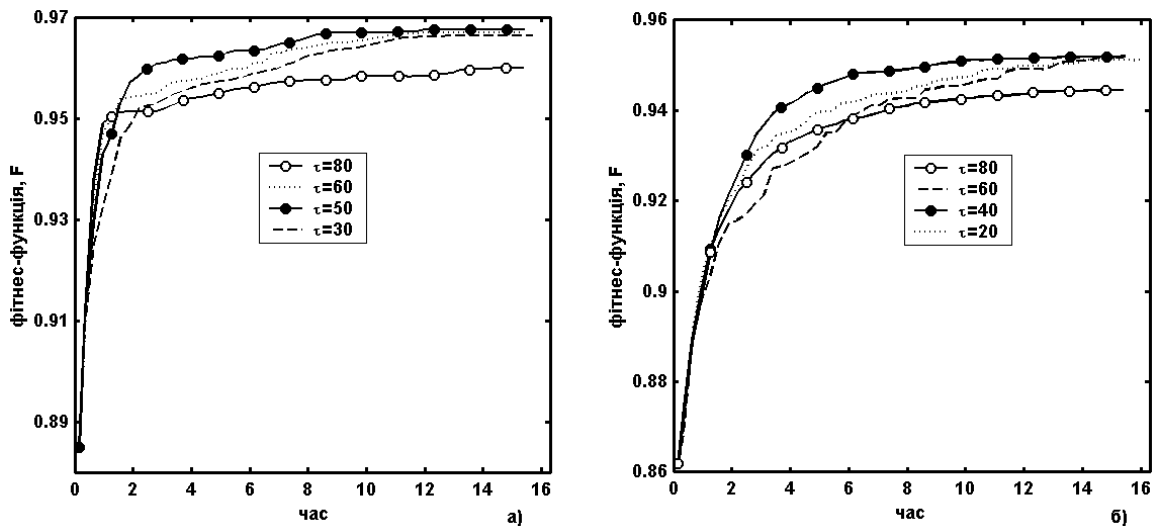 0.97
0.95
0.93
0.91
0.89
фітнес-функція, F
τ=80
τ=60
τ=50
τ=30
0 2 4 6 8 10 12 14 16
час
а)
0.96
0.94
0.92
0.9
0.88
0.86
фітнес-функція, F
τ=80
τ=60
τ=40
τ=20
0 2 4 6 8 10 12 14 16
час
б)